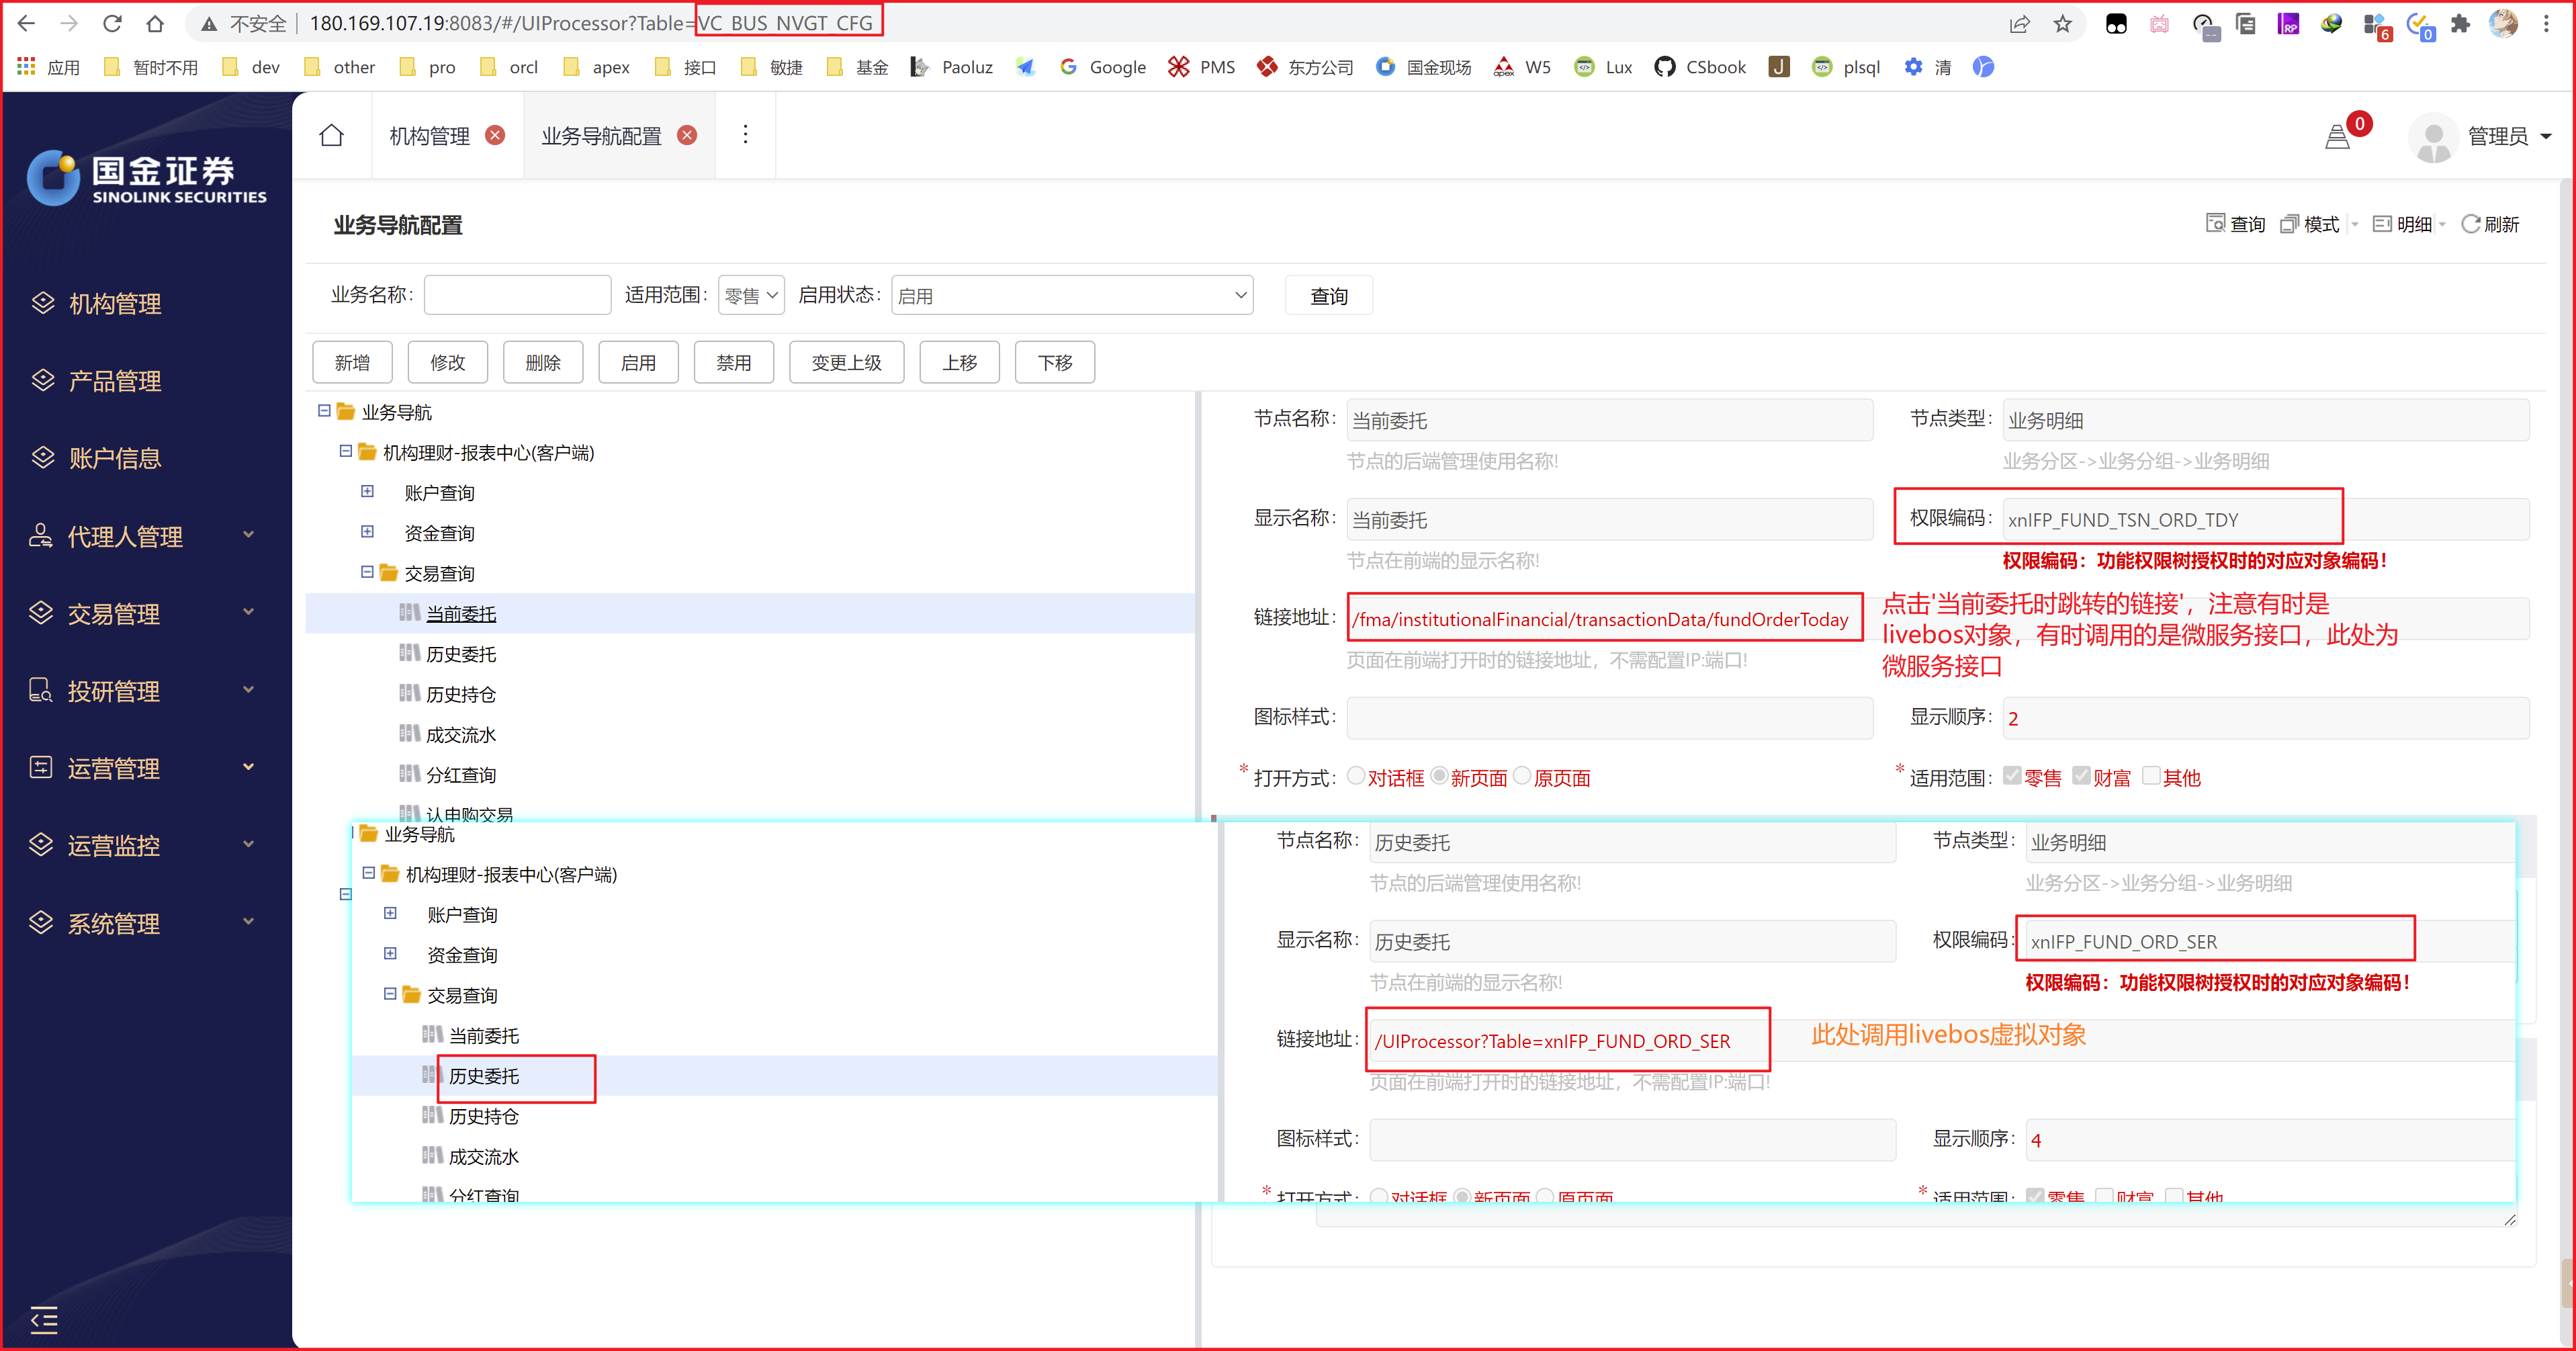 不安全 180.169.107.19:8083/#/UIProcessor?Table=VC_BUS_NVGT_CFG
6 0
应用 暂时不用 dev other pro orcl apex 接口 敏捷 基金 Paoluz Google PMS 东方公司 国金现场 W5 Lux CSbook plsql 清
国金证券
SINOLINK SECURITIES
机构管理
产品管理
账户信息
代理人管理
交易管理
投研管理
运营管理
运营监控
系统管理
机构管理 业务导航配置 0 管理员
业务导航配置 查询 模式 明细 刷新
业务名称: 适用范围: 零售 启用状态: 启用 查询
新增 修改 删除 启用 禁用 变更上级 上移 下移
业务导航
机构理财-报表中心(客户端)
账户查询
资金查询
交易查询
当前委托
历史委托
历史持仓
成交流水
分红查询
认申购交易
节点名称: 当前委托 节点类型: 业务明细
节点的后端管理使用名称! 业务分区->业务分组->业务明细
显示名称: 当前委托 权限编码: xnIFP_FUND_TSN_ORD_TDY
节点在前端的显示名称! 权限编码：功能权限树授权时的对应对象编码！
链接地址: /fma/institutionalFinancial/transactionData/fundOrderToday
点击'当前委托时跳转的链接'，注意有时是
livebos对象，有时调用的是微服务接口，此处为
微服务接口
页面在前端打开时的链接地址，不需配置IP:端口!
图标样式: 显示顺序: 2
* 打开方式: 对话框 新页面 原页面 * 适用范围: 零售 财富 其他
业务导航
机构理财-报表中心(客户端)
账户查询
资金查询
交易查询
当前委托
历史委托
历史持仓
成交流水
分红查询
节点名称: 历史委托 节点类型: 业务明细
节点的后端管理使用名称! 业务分区->业务分组->业务明细
显示名称: 历史委托 权限编码: xnIFP_FUND_ORD_SER
节点在前端的显示名称! 权限编码：功能权限树授权时的对应对象编码！
链接地址: /UIProcessor?Table=xnIFP_FUND_ORD_SER 此处调用livebos虚拟对象
页面在前端打开时的链接地址，不需配置IP:端口!
图标样式: 显示顺序: 4
* 打开方式: 对话框 新页面 原页面 * 适用范围: 零售 财富 其他